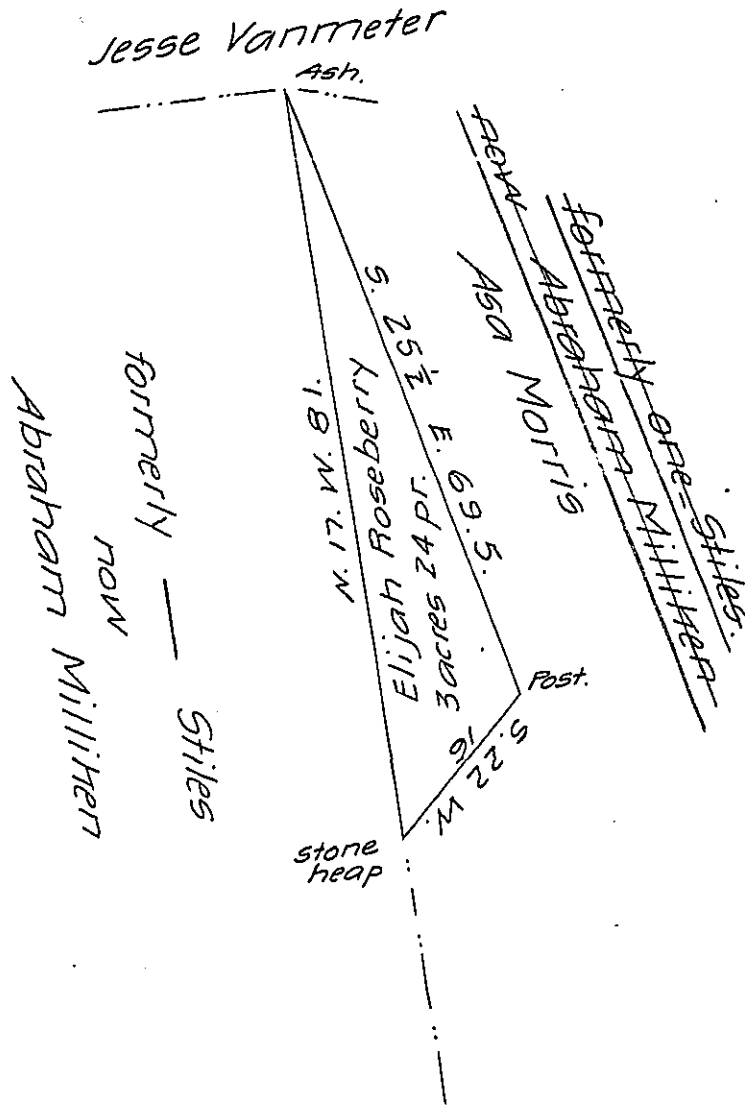 Jesse Vanmeter
Ash.
formerly one - Stiles.
now Abraham Milliken
Asa Morris
S. 25½ E. 69.5.
Elijah Roseberry
3 acres 24 pr.
N. 17. W. 81.
Post.
S. 22 W.
16
stone
heap
formerly — Stiles
now
Abraham Milliken